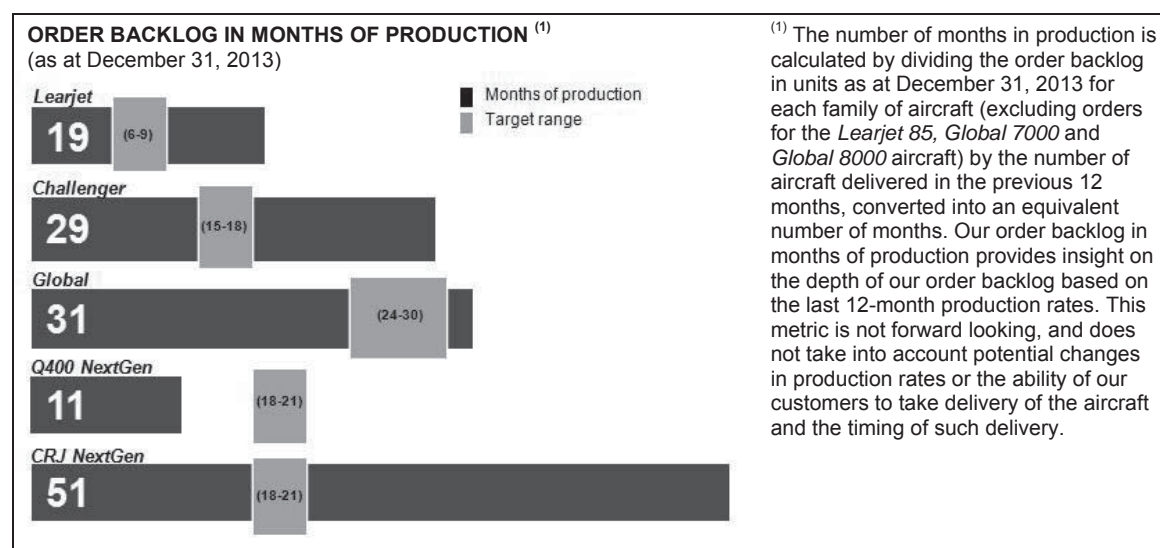 ORDER BACKLOG IN MONTHS OF PRODUCTION (1)
(as at December 31, 2013)
Months of production
Target range
Learjet
19
(6-9)
Challenger
29
(15-18)
Global
31
(24-30)
Q400 NextGen
11
(18-21)
CRJ NextGen
51
(18-21)
(1) The number of months in production is
calculated by dividing the order backlog
in units as at December 31, 2013 for
each family of aircraft (excluding orders
for the Learjet 85, Global 7000 and
Global 8000 aircraft) by the number of
aircraft delivered in the previous 12
months, converted into an equivalent
number of months. Our order backlog in
months of production provides insight on
the depth of our order backlog based on
the last 12-month production rates. This
metric is not forward looking, and does
not take into account potential changes
in production rates or the ability of our
customers to take delivery of the aircraft
and the timing of such delivery.